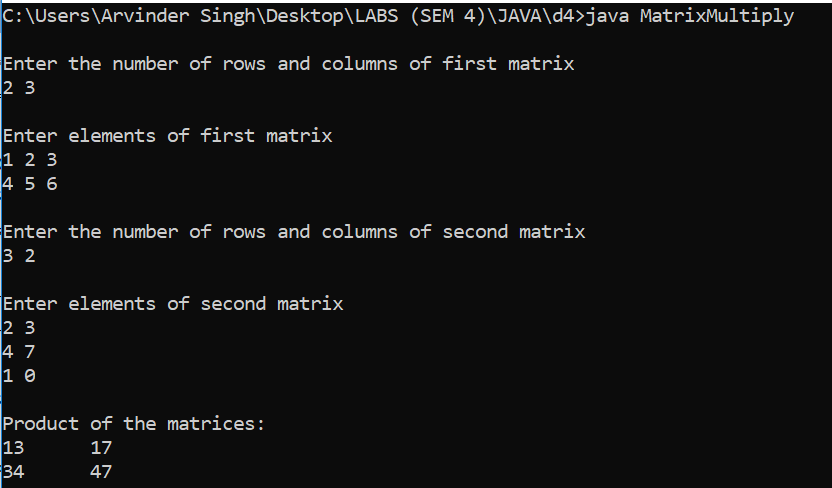 C:\Users\Arvinder Singh\Desktop\LABS (SEM 4)\JAVA\d4>java MatrixMultiply
Enter the number of rows and columns of first matrix
2 3
Enter elements of first matrix
1 2 3
4 5 6
Enter the number of rows and columns of second matrix
3 2
Enter elements of second matrix
2 3
4 7
1 0
Product of the matrices:
13 17
34 47